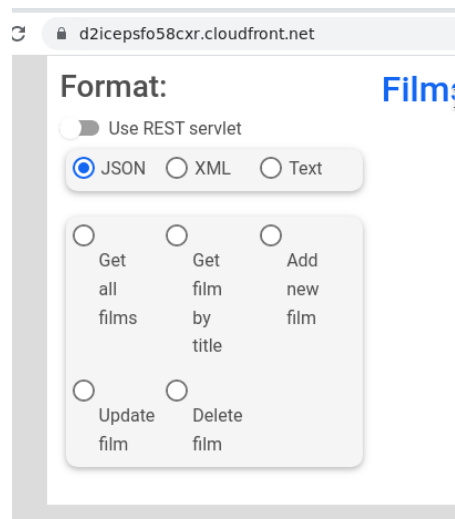 d2icepsfo58cxr.cloudfront.net
Format:
Films
Use REST servlet
JSON XML Text
Get Get Add
all film new
films by film
title
Update Delete
film film